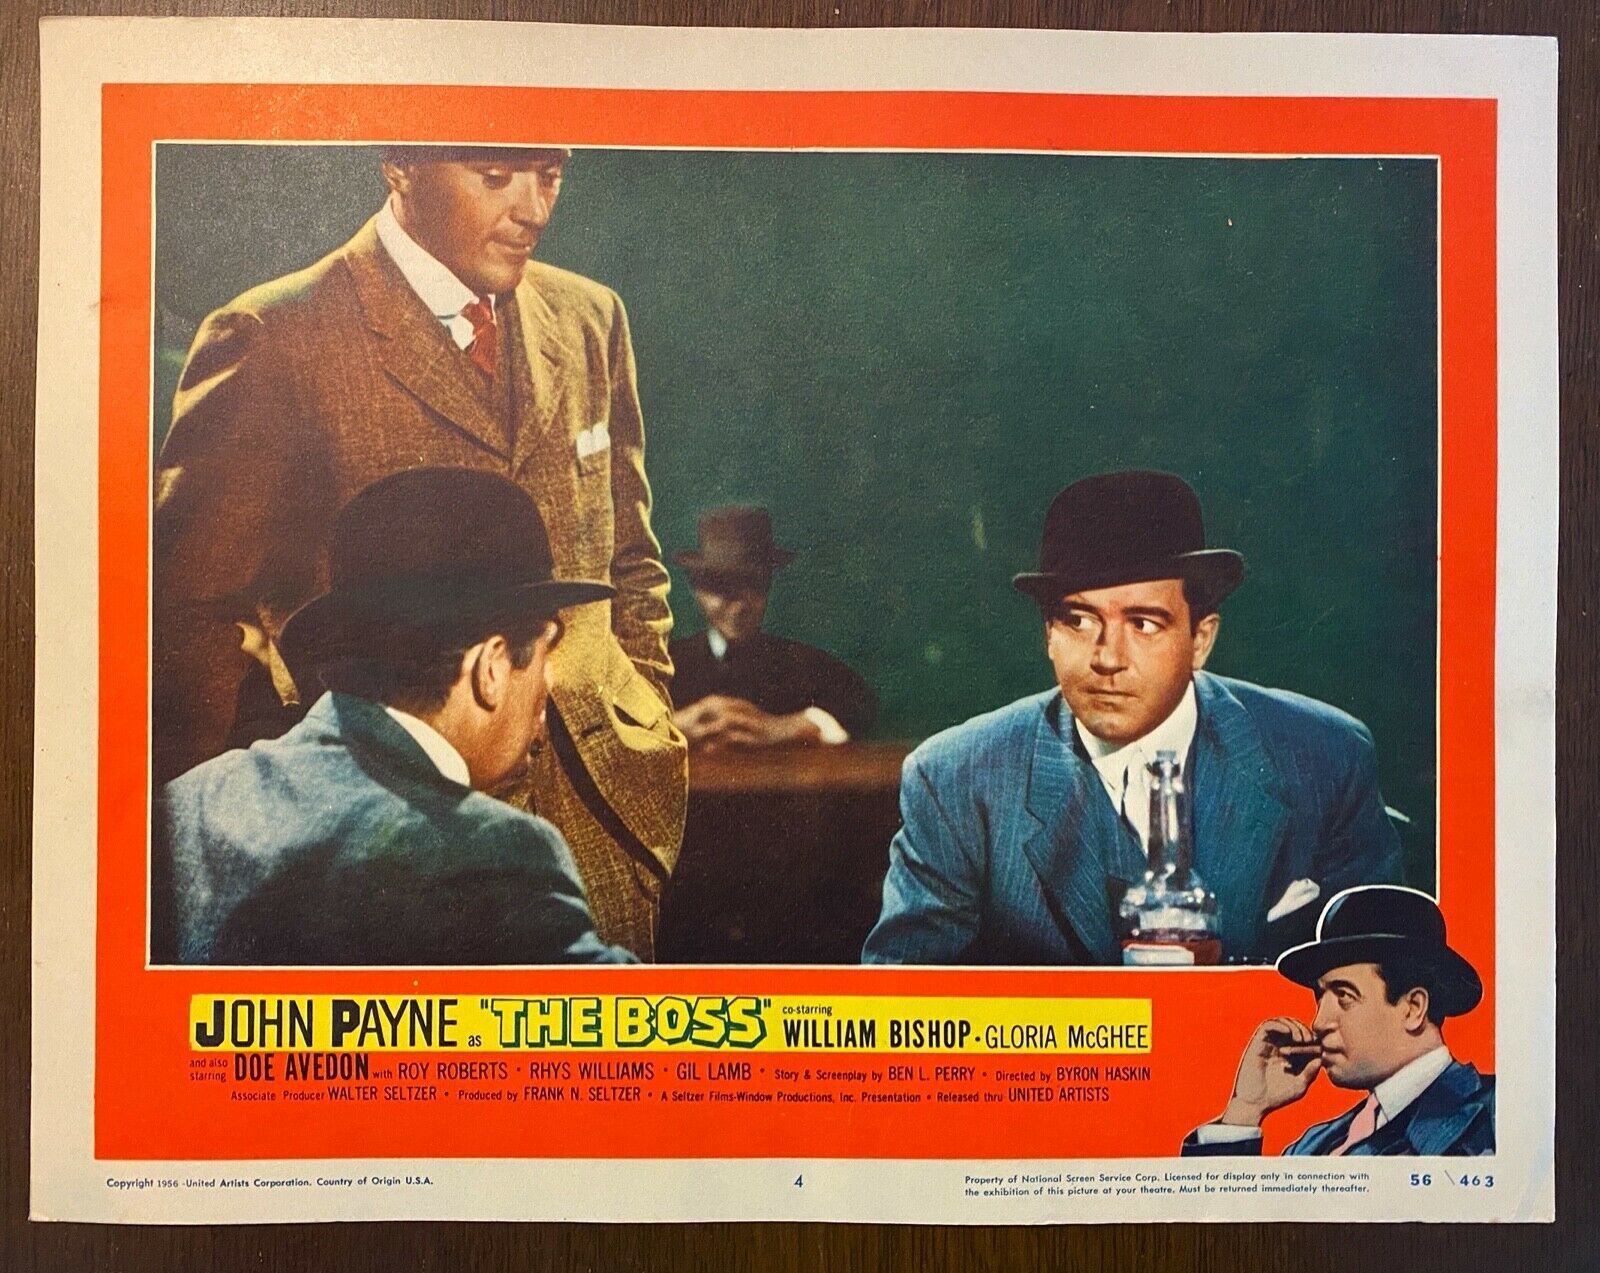 JOHN PAYNE as "THE BOSS" co-starring WILLIAM BISHOP · GLORIA McGHEE
and also starring DOE AVEDON with ROY ROBERTS · RHYS WILLIAMS · GIL LAMB · Story & Screenplay by BEN L. PERRY · Directed by BYRON HASKIN
Associate Producer WALTER SELTZER · Produced by FRANK N. SELTZER · A Seltzer Films-Window Productions, Inc. Presentation · Released thru UNITED ARTISTS
Copyright 1956 - United Artists Corporation. Country of Origin U.S.A.
4
Property of National Screen Service Corp. Licensed for display only in connection with
the exhibition of this picture at your theatre. Must be returned immediately thereafter.
56 \ 463